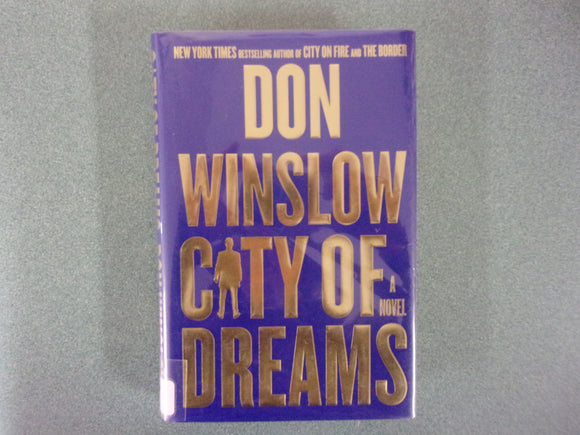 NEW YORK TIMES BESTSELLING AUTHOR OF CITY ON FIRE AND THE BORDER
DON
WINSLOW
CITY OF
A NOVEL
DREAMS